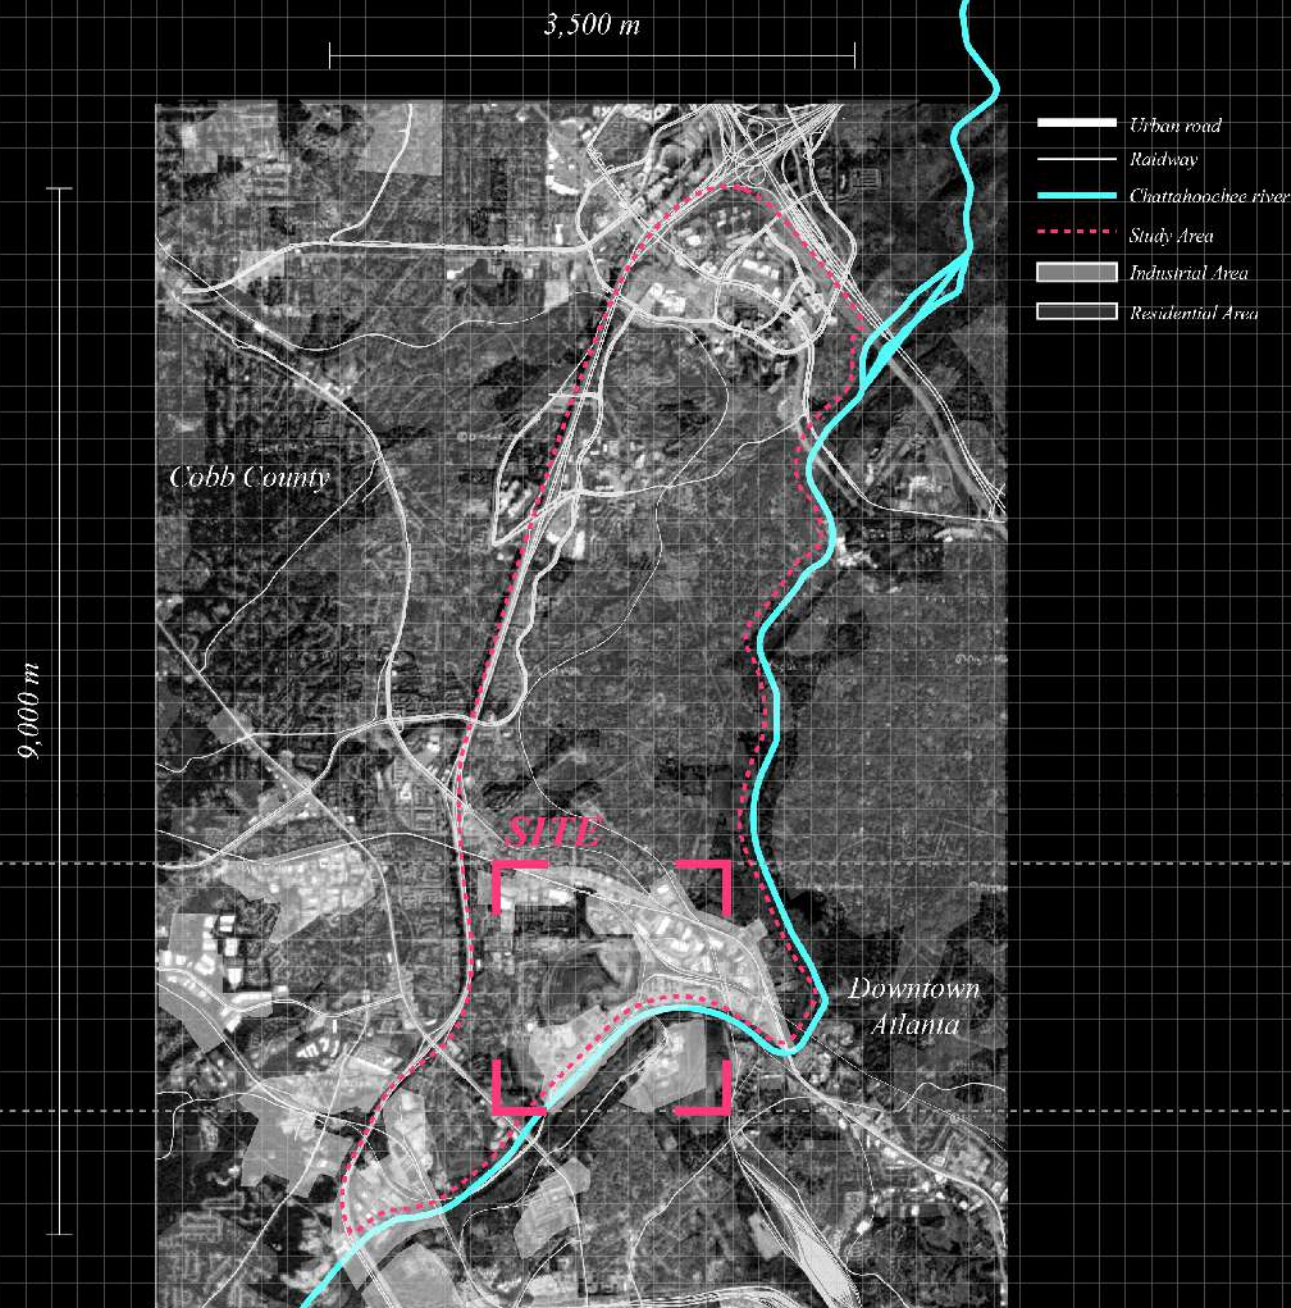 3,500 m
Urban road
Raidway
Chattahoochee river
Study Area
Industrial Area
Residential Area
Cobb County
9,000 m
SITE
Downtown
Atlanta